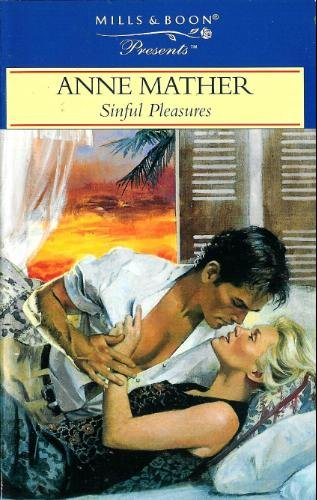 MILLS & BOON®
Presents™
ANNE MATHER
Sinful Pleasures